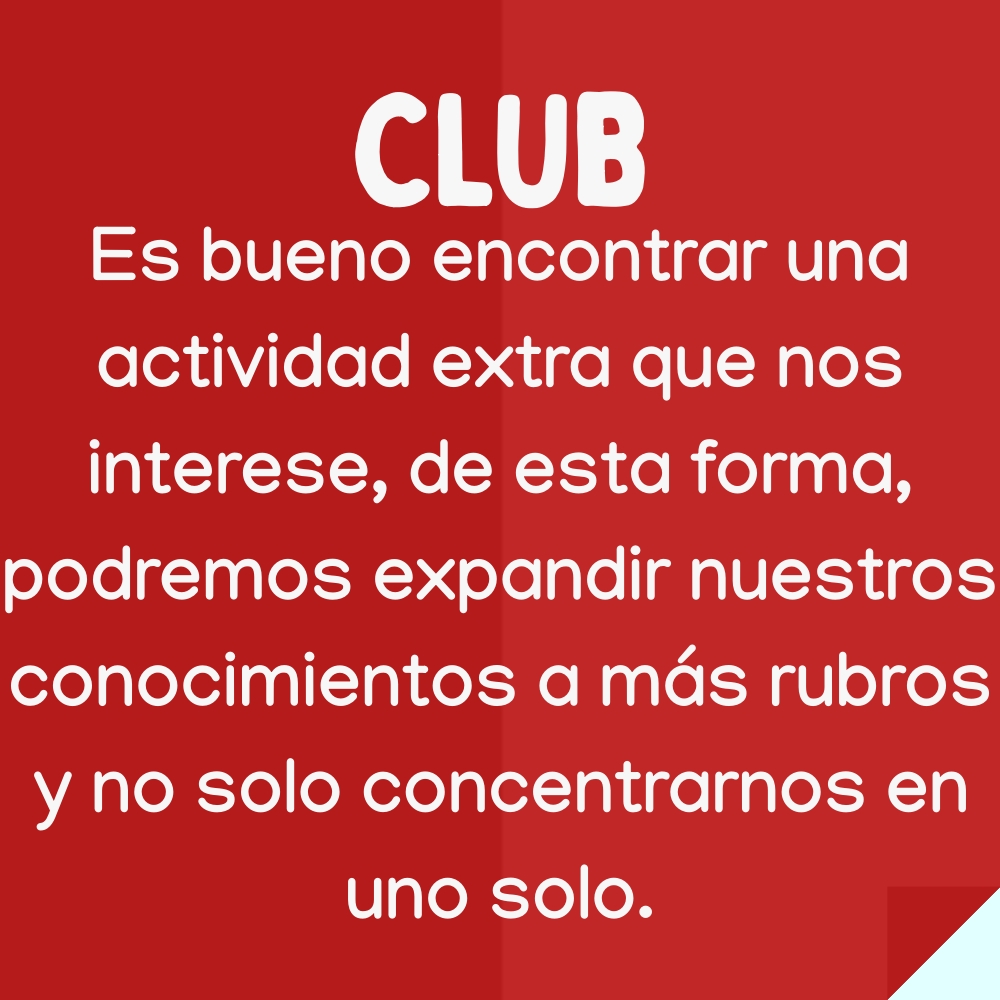 CLUB
Es bueno encontrar una
actividad extra que nos
interese, de esta forma,
podremos expandir nuestros
conocimientos a más rubros
y no solo concentrarnos en
uno solo.